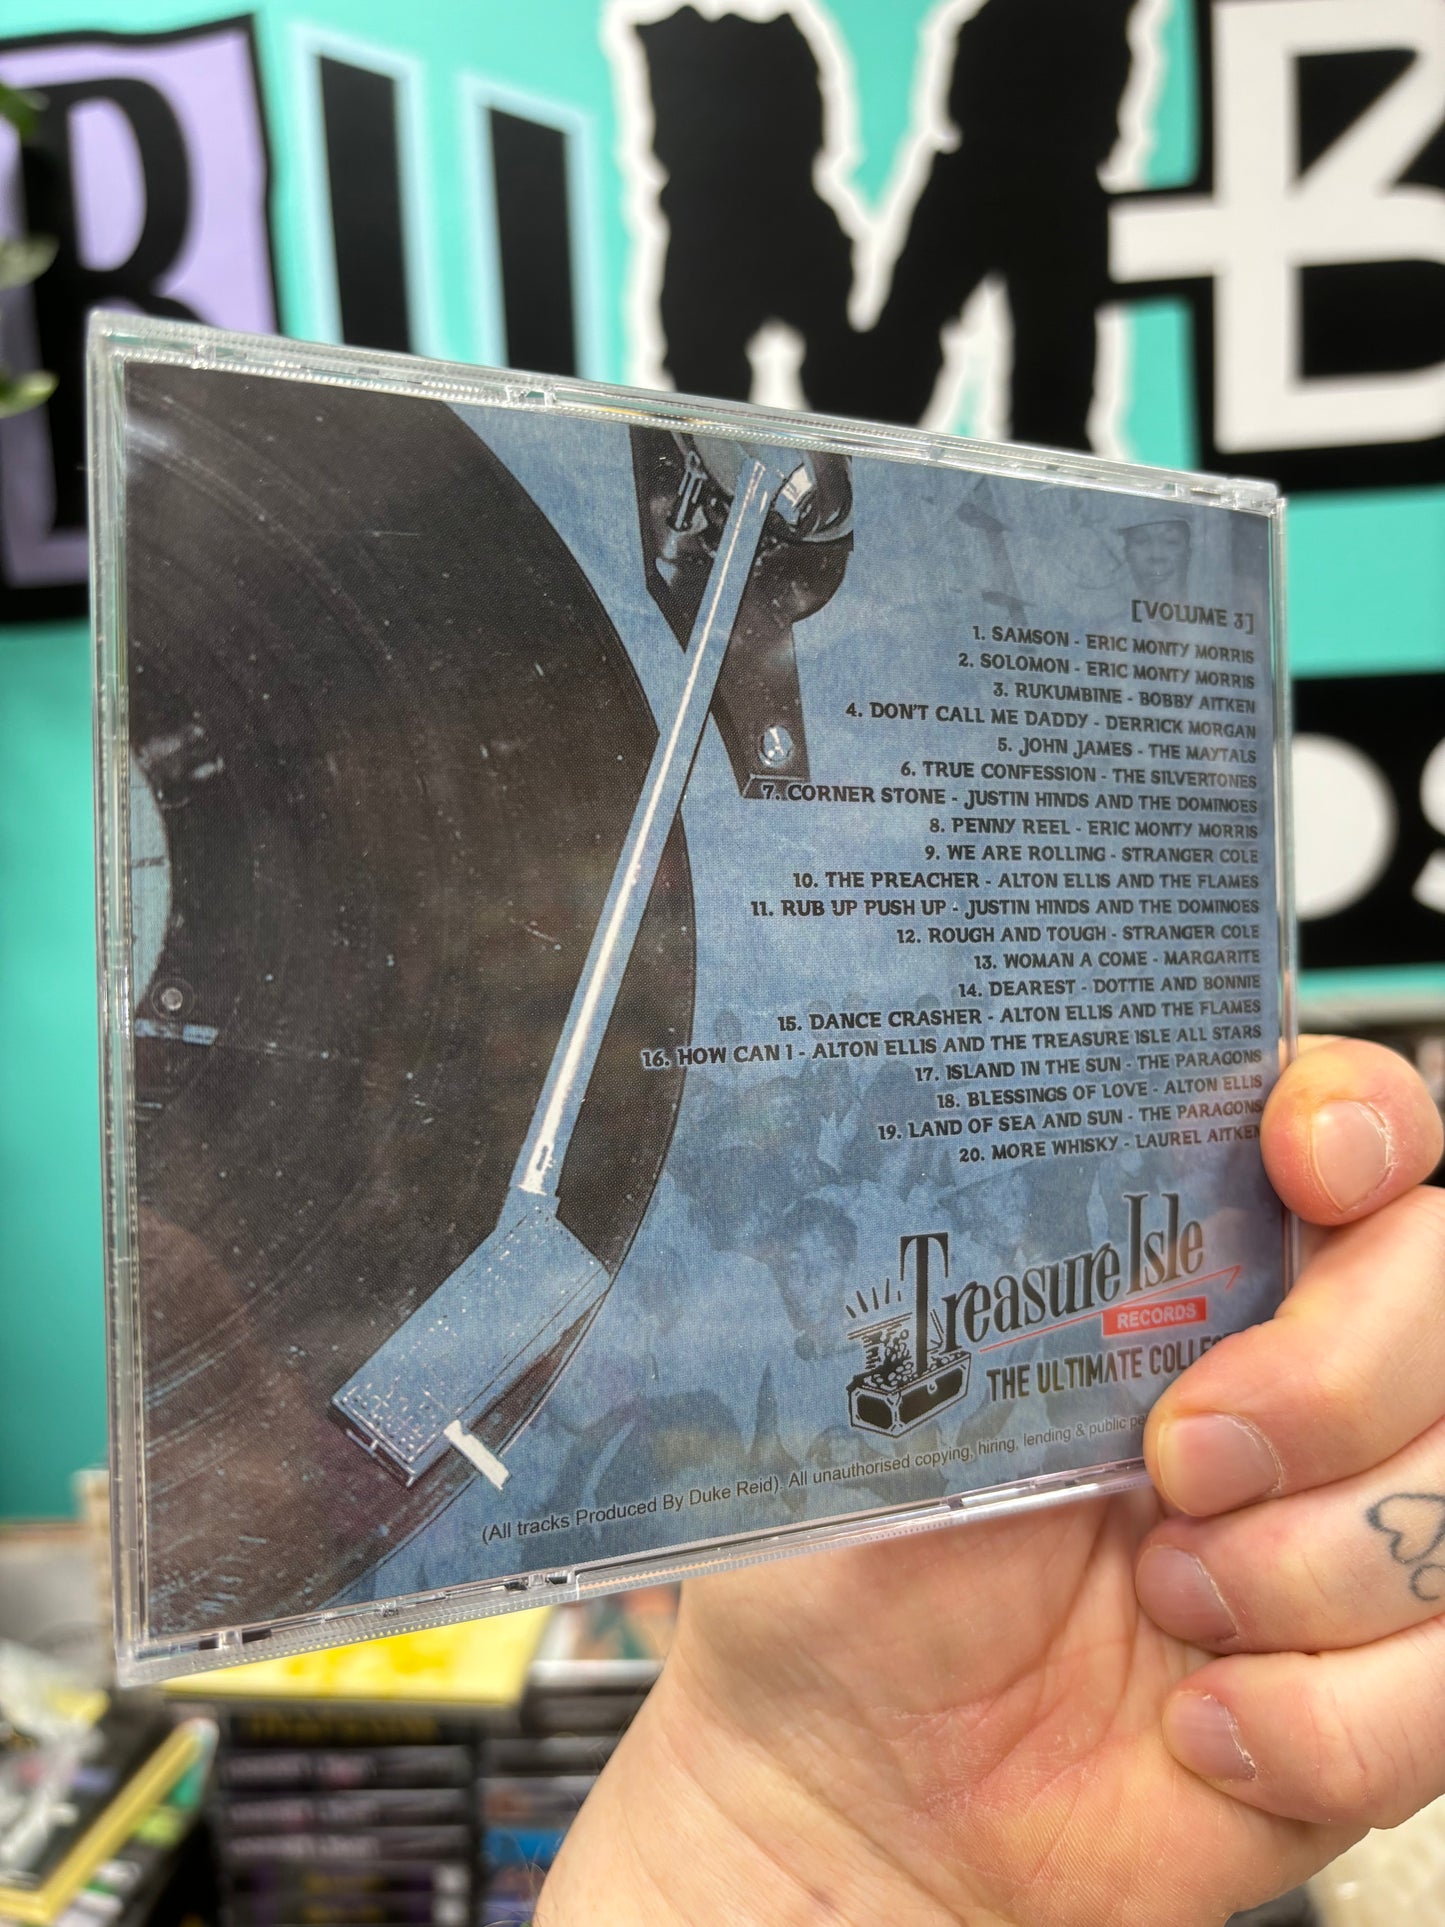 RUMB
OS
[VOLUME 3]
1. SAMSON - ERIC MONTY MORRIS
2. SOLOMON - ERIC MONTY MORRIS
3. RUKUMBINE - BOBBY AITKEN
4. DON'T CALL ME DADDY - DERRICK MORGAN
5. JOHN JAMES - THE MAYTALS
6. TRUE CONFESSION - THE SILVERTONES
7. CORNER STONE - JUSTIN HINDS AND THE DOMINOES
8. PENNY REEL - ERIC MONTY MORRIS
9. WE ARE ROLLING - STRANGER COLE
10. THE PREACHER - ALTON ELLIS AND THE FLAMES
11. RUB UP PUSH UP - JUSTIN HINDS AND THE DOMINOES
12. ROUGH AND TOUGH - STRANGER COLE
13. WOMAN A COME - MARGARITE
14. DEAREST - DOTTIE AND BONNIE
15. DANCE CRASHER - ALTON ELLIS AND THE FLAMES
16. HOW CAN I - ALTON ELLIS AND THE TREASURE ISLE ALL STARS
17. ISLAND IN THE SUN - THE PARAGONS
18. BLESSINGS OF LOVE - ALTON ELLIS
19. LAND OF SEA AND SUN - THE PARAGONS
20. MORE WHISKY - LAUREL AITKEN
Treasure Isle
RECORDS
THE ULTIMATE COLLE
(All tracks Produced By Duke Reid). All unauthorised copying, hiring, lending & public pe